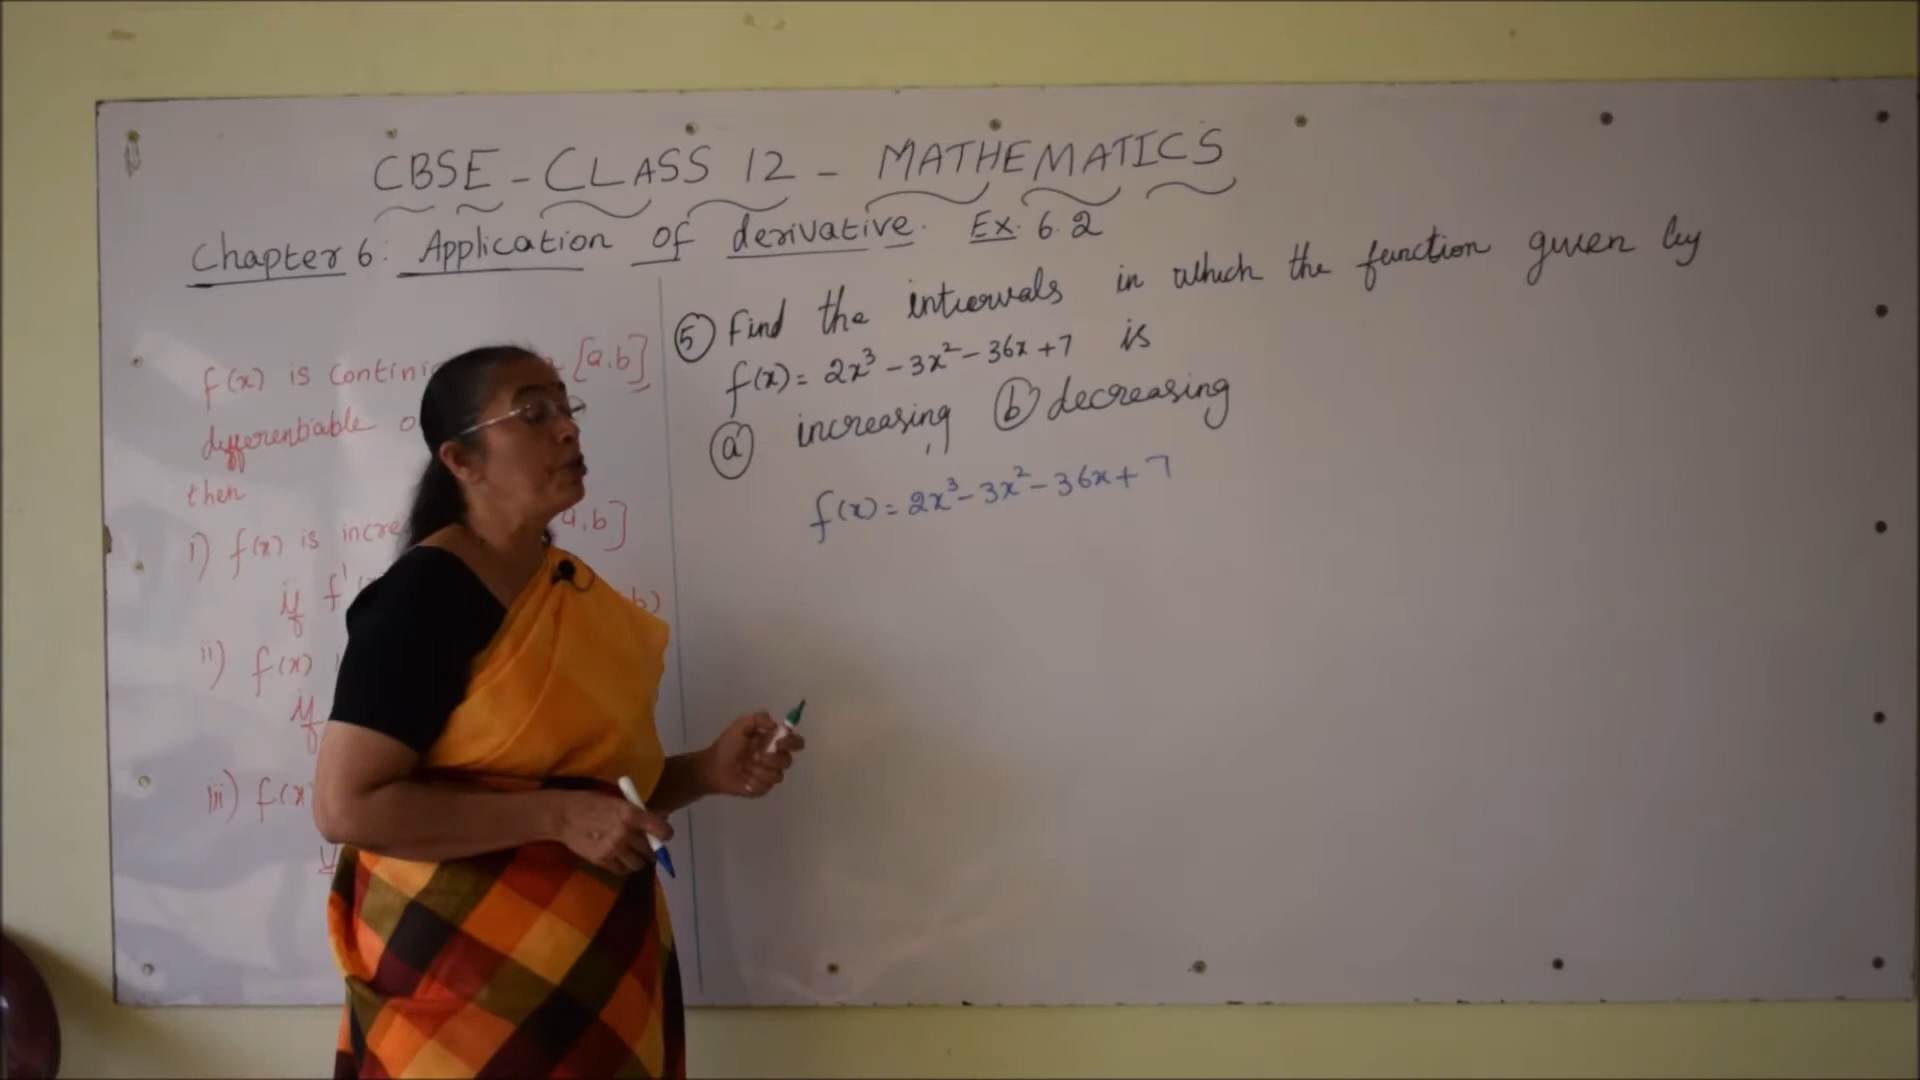 CBSE - CLASS 12 - MATHEMATICS
Chapter 6: Application of derivative. Ex. 6.2
f(x) is [a,b]
differentiable
then
i) f(x) is a,b]
if f'
b)
ii) f(x)
if
iii) f(x)
⑤ Find the intervals in which the function given by
f(x) = 2x³ - 3x² - 36x + 7 is
ⓐ increasing ⓑ decreasing
f(x) = 2x³ - 3x² - 36x + 7